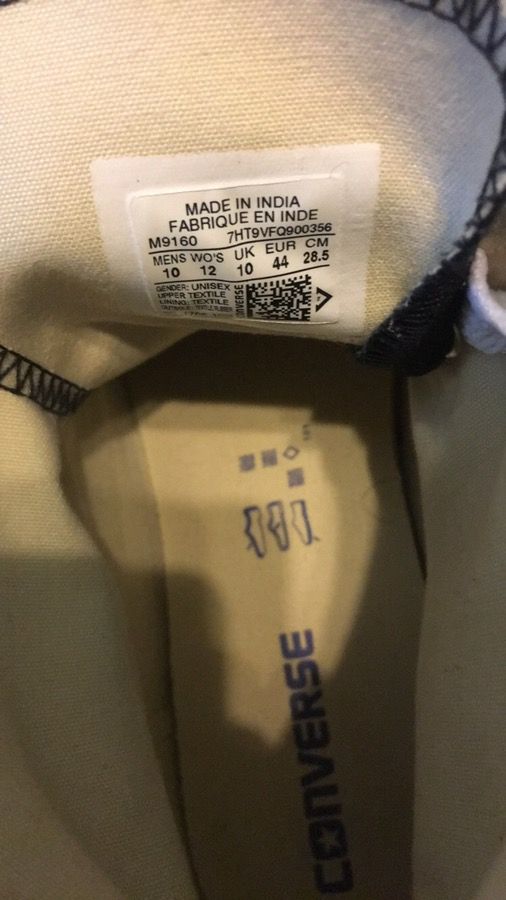 MADE IN INDIA
FABRIQUE EN INDE
M9160 7HT9VFQ900356
MENS WO'S UK EUR CM
10 12 10 44 28.5
GENDER: UNISEX
UPPER TEXTILE
LINING: TEXTILE
CONVERSE
CONVERSE